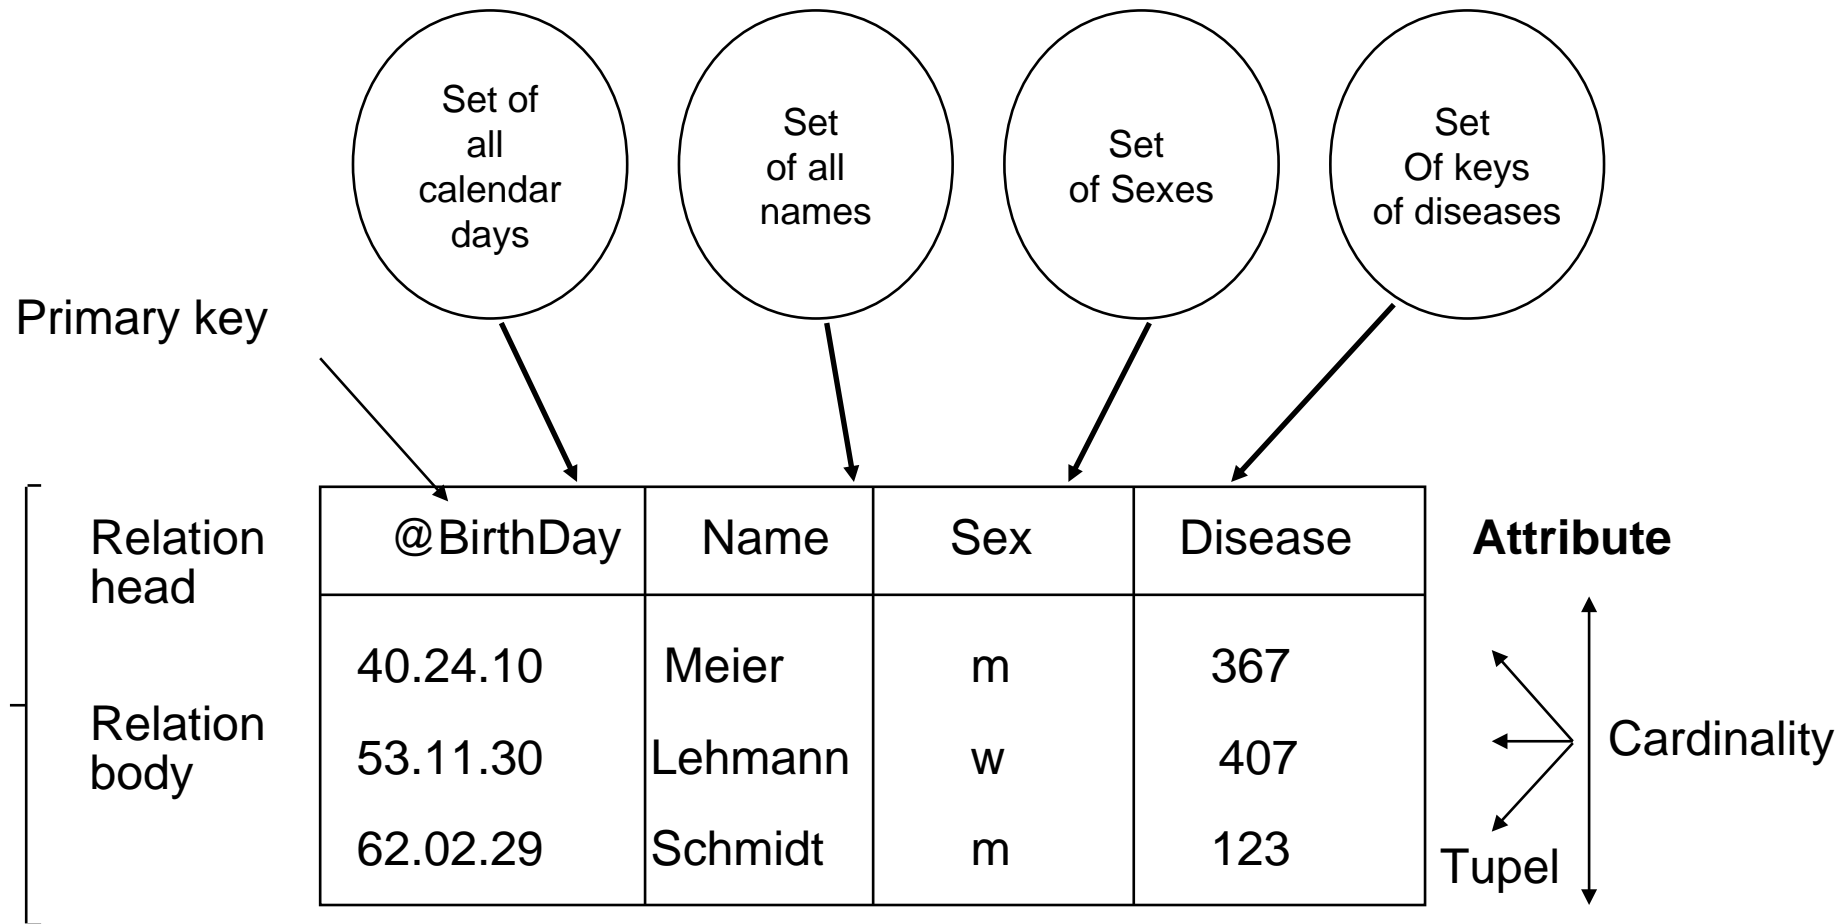 Set of
all
calendar
days
Set
of all
names
Set
of Sexes
Set
Of keys
of diseases
Primary key
Relation
head
@BirthDay Name Sex Disease Attribute
40.24.10 Meier m 367
Relation
body
53.11.30 Lehmann w 407
Cardinality
62.02.29 Schmidt m 123
Tupel